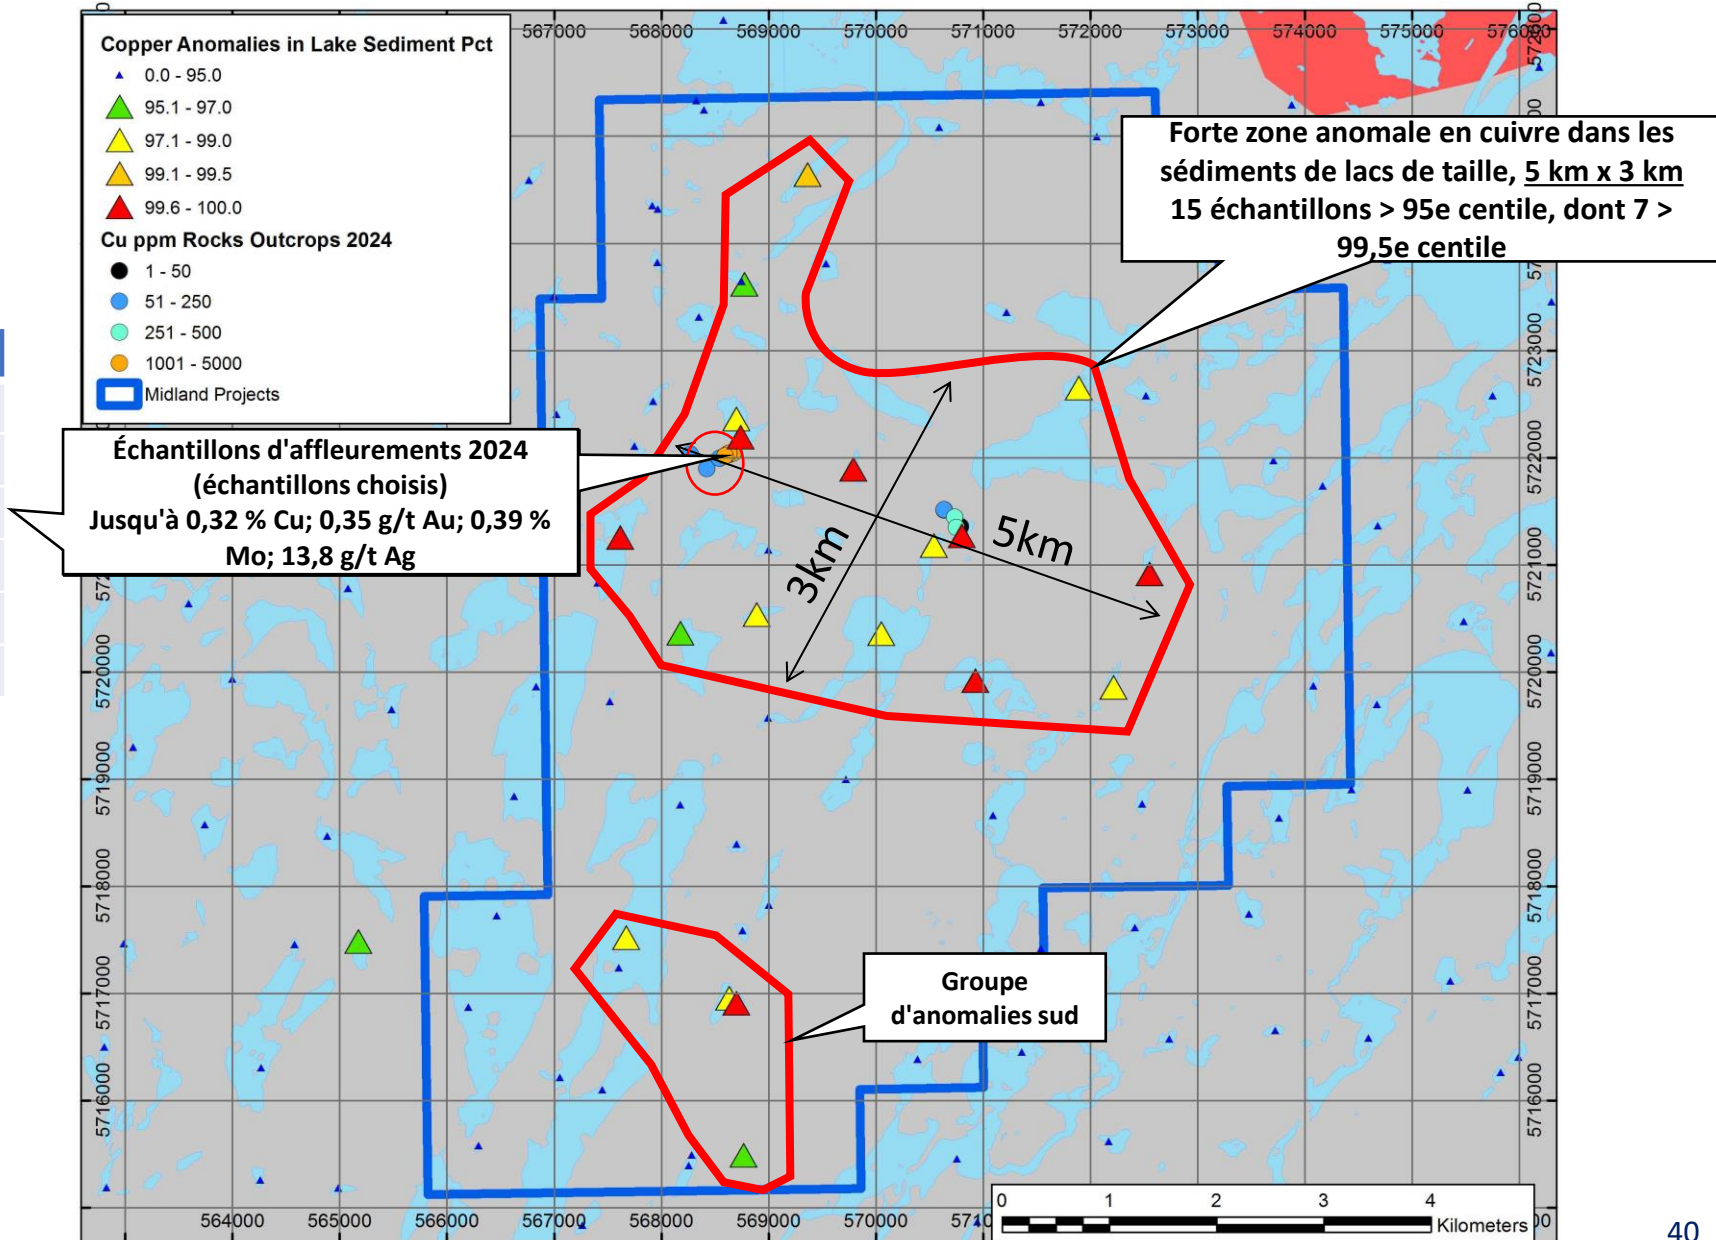 567000 568000 569000 570000 571000 572000 573000 574000 575000 576000
Copper Anomalies in Lake Sediment Pct
0.0 - 95.0
95.1 - 97.0
97.1 - 99.0
99.1 - 99.5
99.6 - 100.0
Cu ppm Rocks Outcrops 2024
1 - 50
51 - 250
251 - 500
1001 - 5000
Midland Projects
Forte zone anomale en cuivre dans les
sédiments de lacs de taille, 5 km x 3 km
15 échantillons > 95e centile, dont 7 >
99,5e centile
Échantillons d'affleurements 2024
(échantillons choisis)
Jusqu'à 0,32 % Cu; 0,35 g/t Au; 0,39 %
Mo; 13,8 g/t Ag
3km
5km
5723000
5722000
5721000
5720000 5720000
5719000 5719000
5718000 5718000
5717000 5717000
5716000 5716000
Groupe
d'anomalies sud
0 1 2 3 4
Kilometers
564000 565000 566000 567000 568000 569000 570000
40